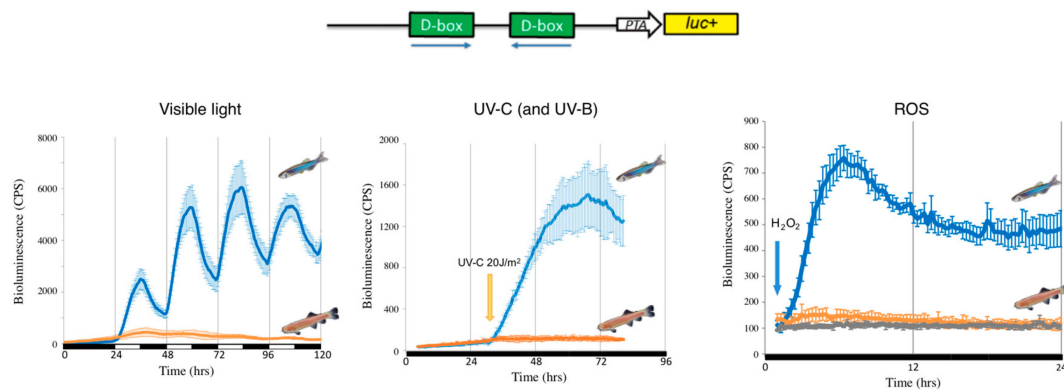 D-box D-box PTA luc+
Visible light
Bioluminescence (CPS)
8000
6000
4000
2000
0
0 24 48 72 96 120
Time (hrs)
UV-C (and UV-B)
Bioluminescence (CPS)
2000
1600
1200
800
400
0
UV-C 20J/m²
0 24 48 72 96
Time (hrs)
ROS
Bioluminescence (CPS)
900
800
700
600
500
400
300
200
100
0
H₂O₂
0 12 24
Time (hrs)